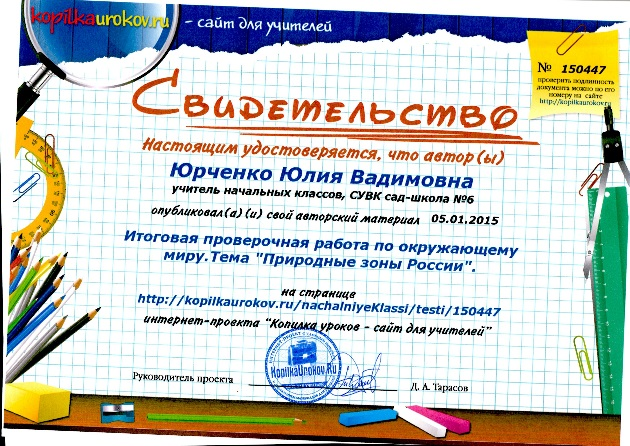 kopilkaurokov.ru – сайт для учителей
№ 150447
проверить подлинность
документа можно по его
номеру на сайте
http://kopilkaurokov.ru
СВИДЕТЕЛЬСТВО
Настоящим удостоверяется, что автор(ы)
Юрченко Юлия Вадимовна
учитель начальных классов, СУВК сад-школа №6
опубликовал(а)(и) свой авторский материал 05.01.2015
Итоговая проверочная работа по окружающему
миру.Тема "Природные зоны России".
на странице
http://kopilkaurokov.ru/nachalniyeKlassi/testi/150447
интернет-проекта "Копилка уроков - сайт для учителей"
KopilkaUrokov.Ru
Руководитель проекта Д. А. Тарасов